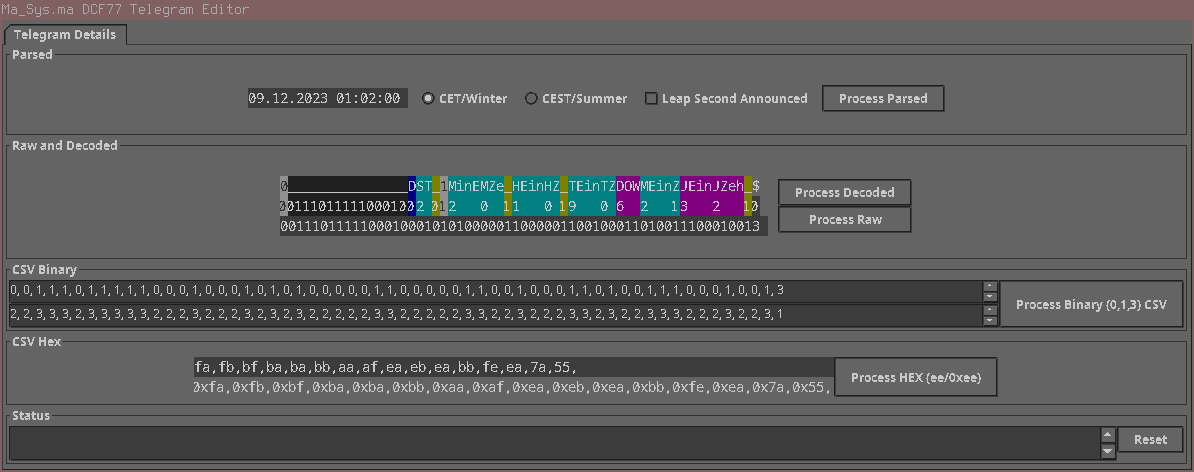 Ma_Sys.ma DCF77 Telegram Editor
Telegram Details
Parsed
09.12.2023 01:02:00 CET/Winter CEST/Summer Leap Second Announced Process Parsed
Raw and Decoded
0_______________DST_1MinEMZe_HEinHZ_TEinTZDOWMEinZJEinJZeh_$ Process Decoded
001110111110001002 012   0  11   0 19   0 6  2   13   2   10
001110111110001000101010000011000001100100011010011100010013 Process Raw
CSV Binary
0,0,1,1,1,0,1,1,1,1,1,0,0,0,1,0,0,0,1,0,1,0,1,0,0,0,0,0,1,1,0,0,0,0,0,1,1,0,0,1,0,0,0,1,1,0,1,0,0,1,1,1,0,0,0,1,0,0,1,3
2,2,3,3,3,2,3,3,3,3,3,2,2,2,3,2,2,2,3,2,3,2,3,2,2,2,2,2,3,3,2,2,2,2,2,3,3,2,2,3,2,2,2,3,3,2,3,2,2,3,3,3,2,2,2,3,2,2,3,1
Process Binary {0,1,3} CSV
CSV Hex
fa,fb,bf,ba,ba,bb,aa,af,ea,eb,ea,bb,fe,ea,7a,55,
0xfa,0xfb,0xbf,0xba,0xba,0xbb,0xaa,0xaf,0xea,0xeb,0xea,0xbb,0xfe,0xea,0x7a,0x55,
Process HEX {ee/0xee}
Status
Reset